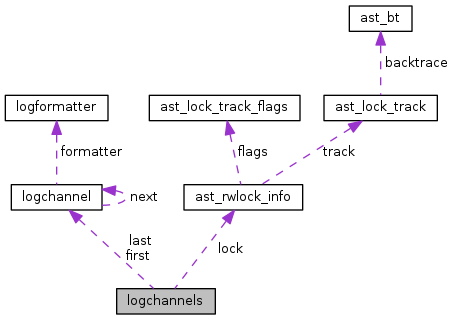 ast_bt
backtrace
logformatter
ast_lock_track_flags
ast_lock_track
formatter
flags
track
logchannel
next
ast_rwlock_info
last
first
lock
logchannels